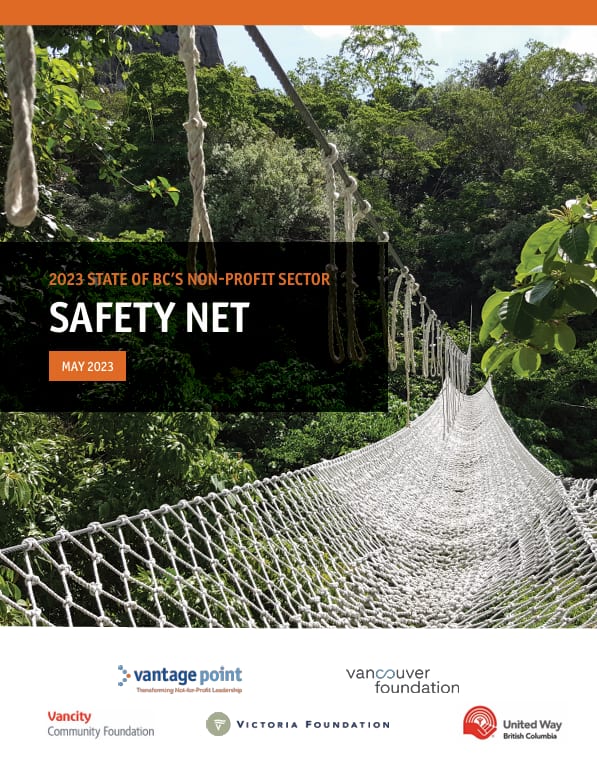 2023 STATE OF BC'S NON-PROFIT SECTOR
SAFETY NET
MAY 2023
vantage point
Transforming Not-for-Profit Leadership
vancouver
foundation
Vancity
Community Foundation
VICTORIA FOUNDATION
United Way
British Columbia